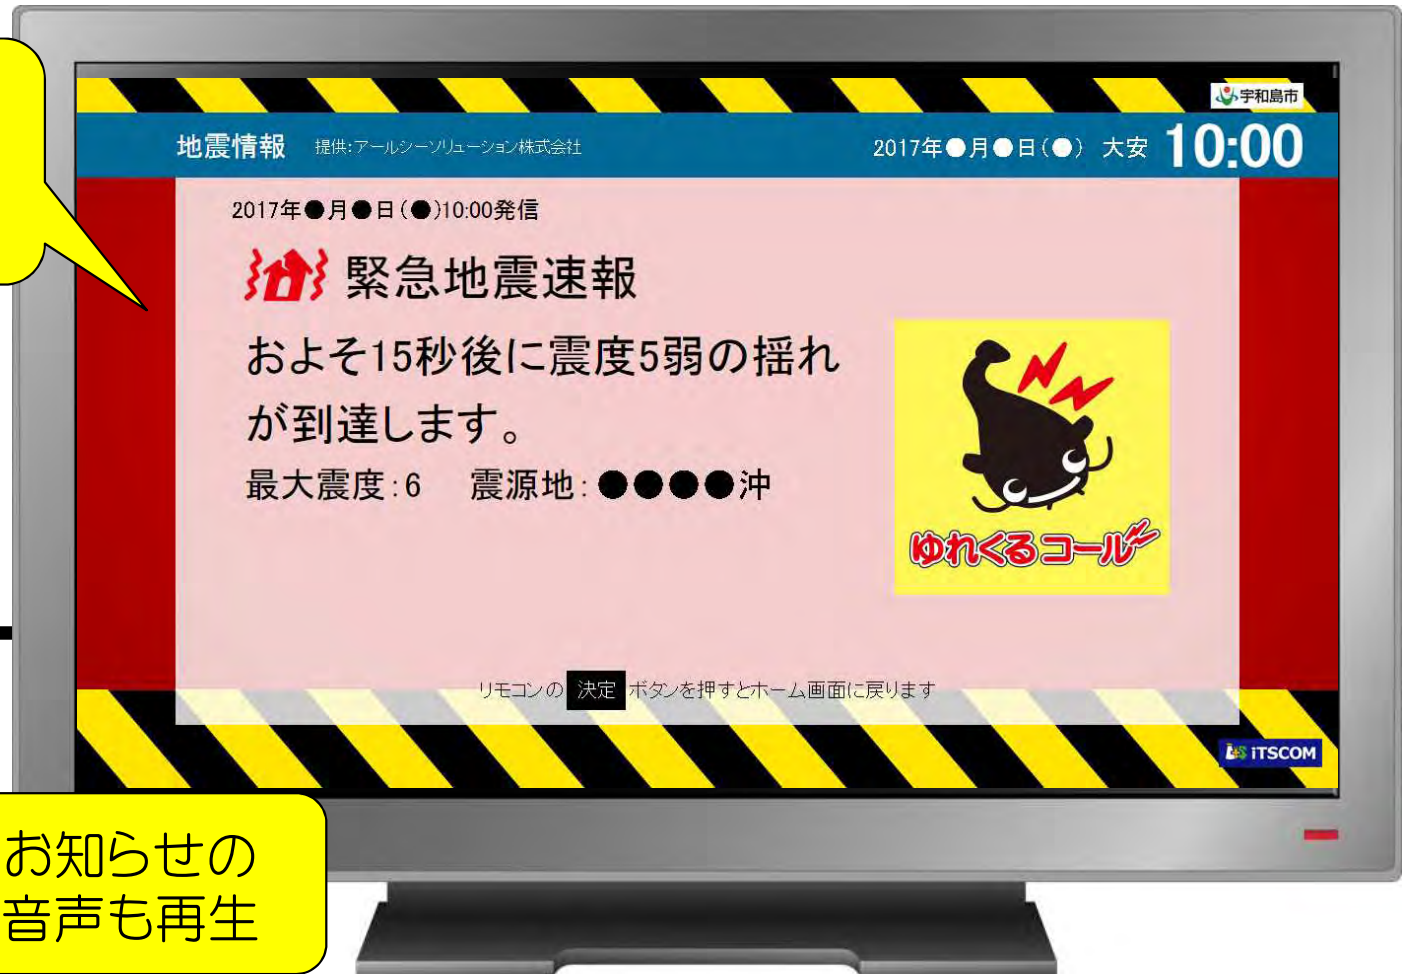 宇和島市
地震情報 提供:アールシーソリューション株式会社 2017年●月●日(●) 大安 10:00
2017年●月●日(●)10:00発信
緊急地震速報
およそ15秒後に震度5弱の揺れ
が到達します。
最大震度:6 震源地:●●●●沖
ゆれくるコール
リモコンの 決定 ボタンを押すとホーム画面に戻ります
iTSCOM
お知らせの
音声も再生